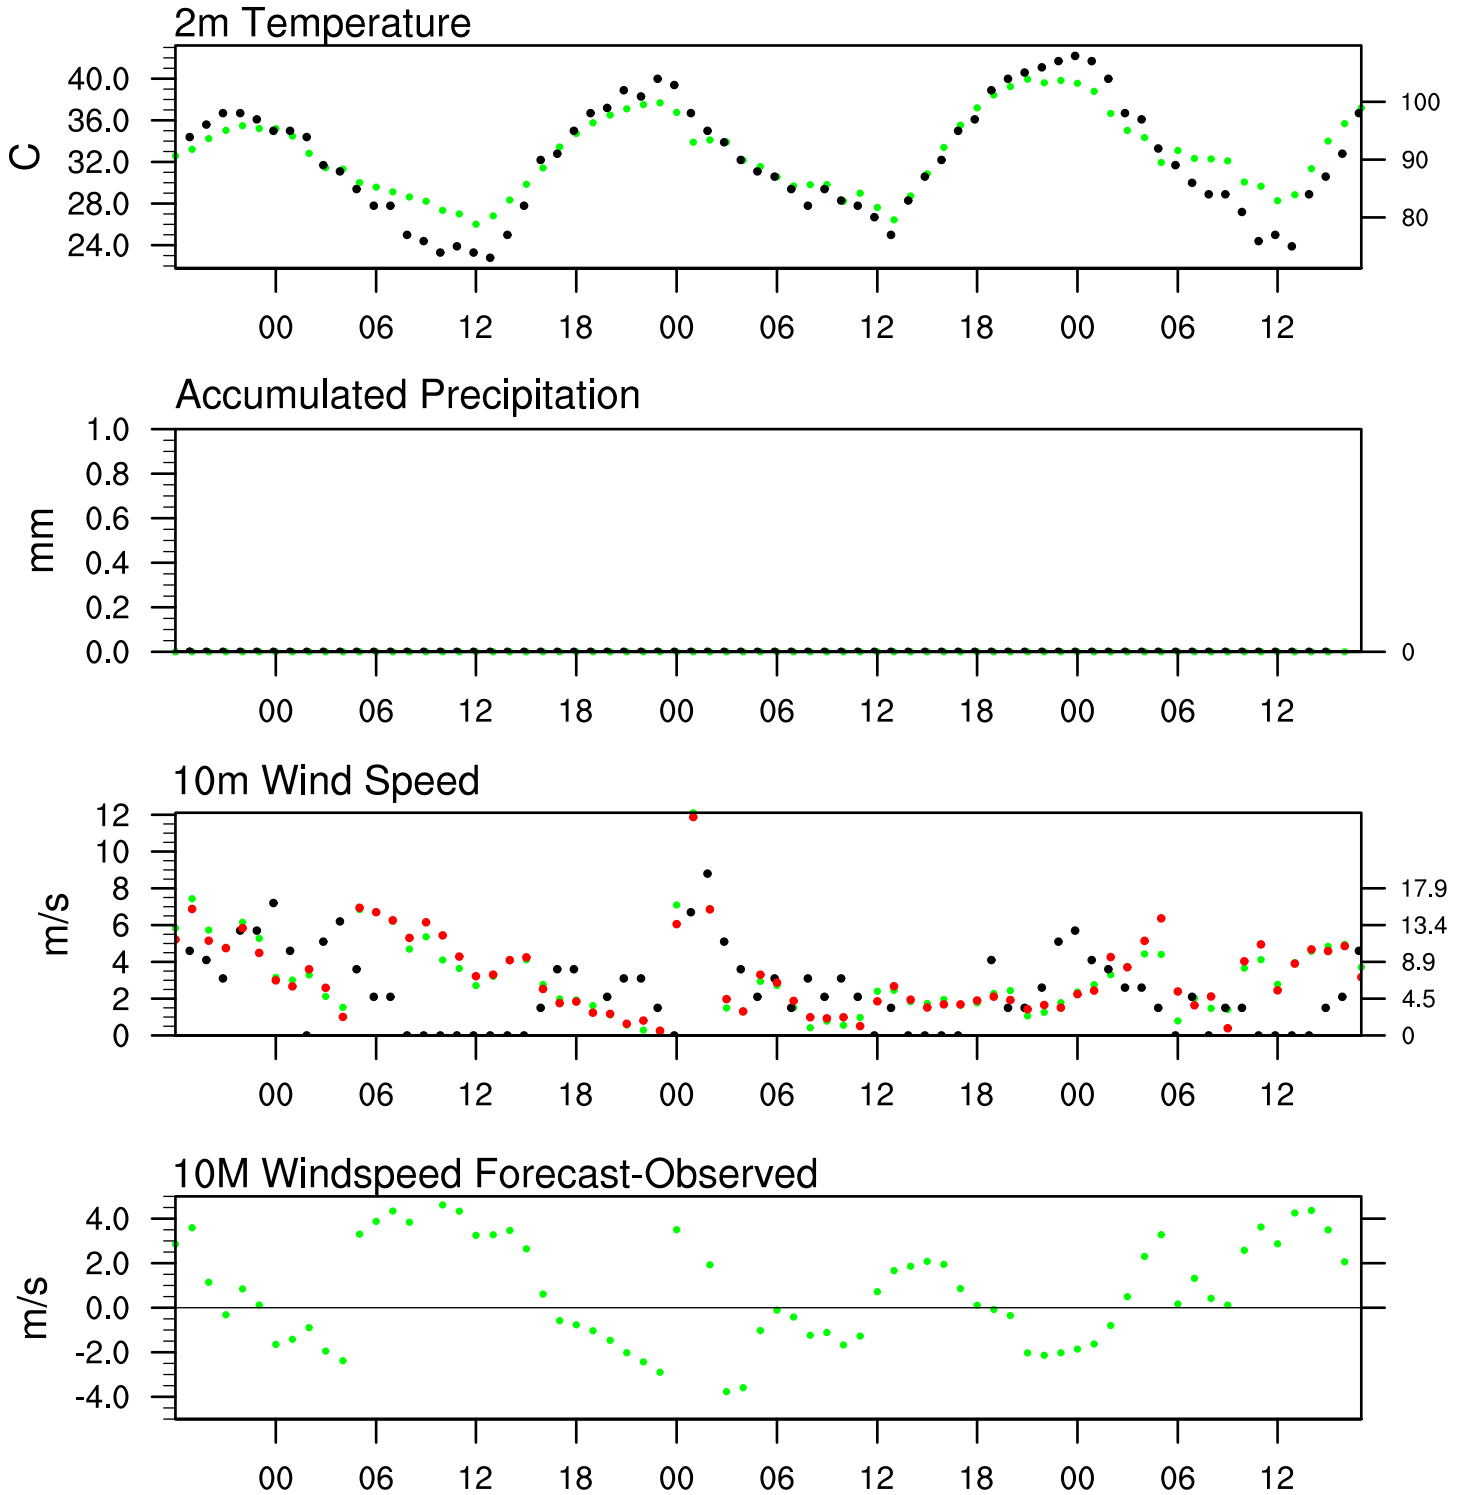 2m Temperature
40.0
36.0
32.0
28.0
24.0
C
100
90
80
00 06 12 18 00 06 12 18 00 06 12
Accumulated Precipitation
1.0
0.8
0.6
0.4
0.2
0.0
mm
0
00 06 12 18 00 06 12 18 00 06 12
10m Wind Speed
12
10
8
6
4
2
0
m/s
17.9
13.4
8.9
4.5
0
00 06 12 18 00 06 12 18 00 06 12
10M Windspeed Forecast-Observed
4.0
2.0
0.0
-2.0
-4.0
m/s
00 06 12 18 00 06 12 18 00 06 12